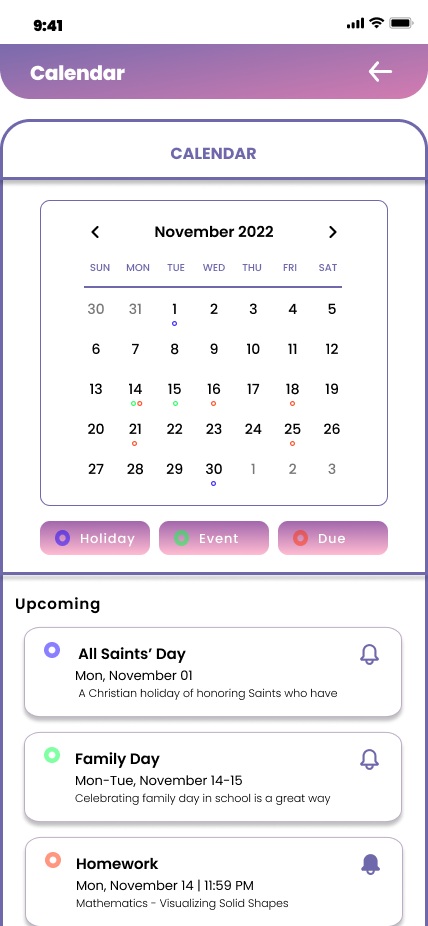 9:41
Calendar
CALENDAR
November 2022
SUN MON TUE WED THU FRI SAT
30 31 1 2 3 4 5
6 7 8 9 10 11 12
13 14 15 16 17 18 19
20 21 22 23 24 25 26
27 28 29 30 1 2 3
Holiday Event Due
Upcoming
All Saints’ Day
Mon, November 01
A Christian holiday of honoring Saints who have
Family Day
Mon-Tue, November 14-15
Celebrating family day in school is a great way
Homework
Mon, November 14 | 11:59 PM
Mathematics - Visualizing Solid Shapes